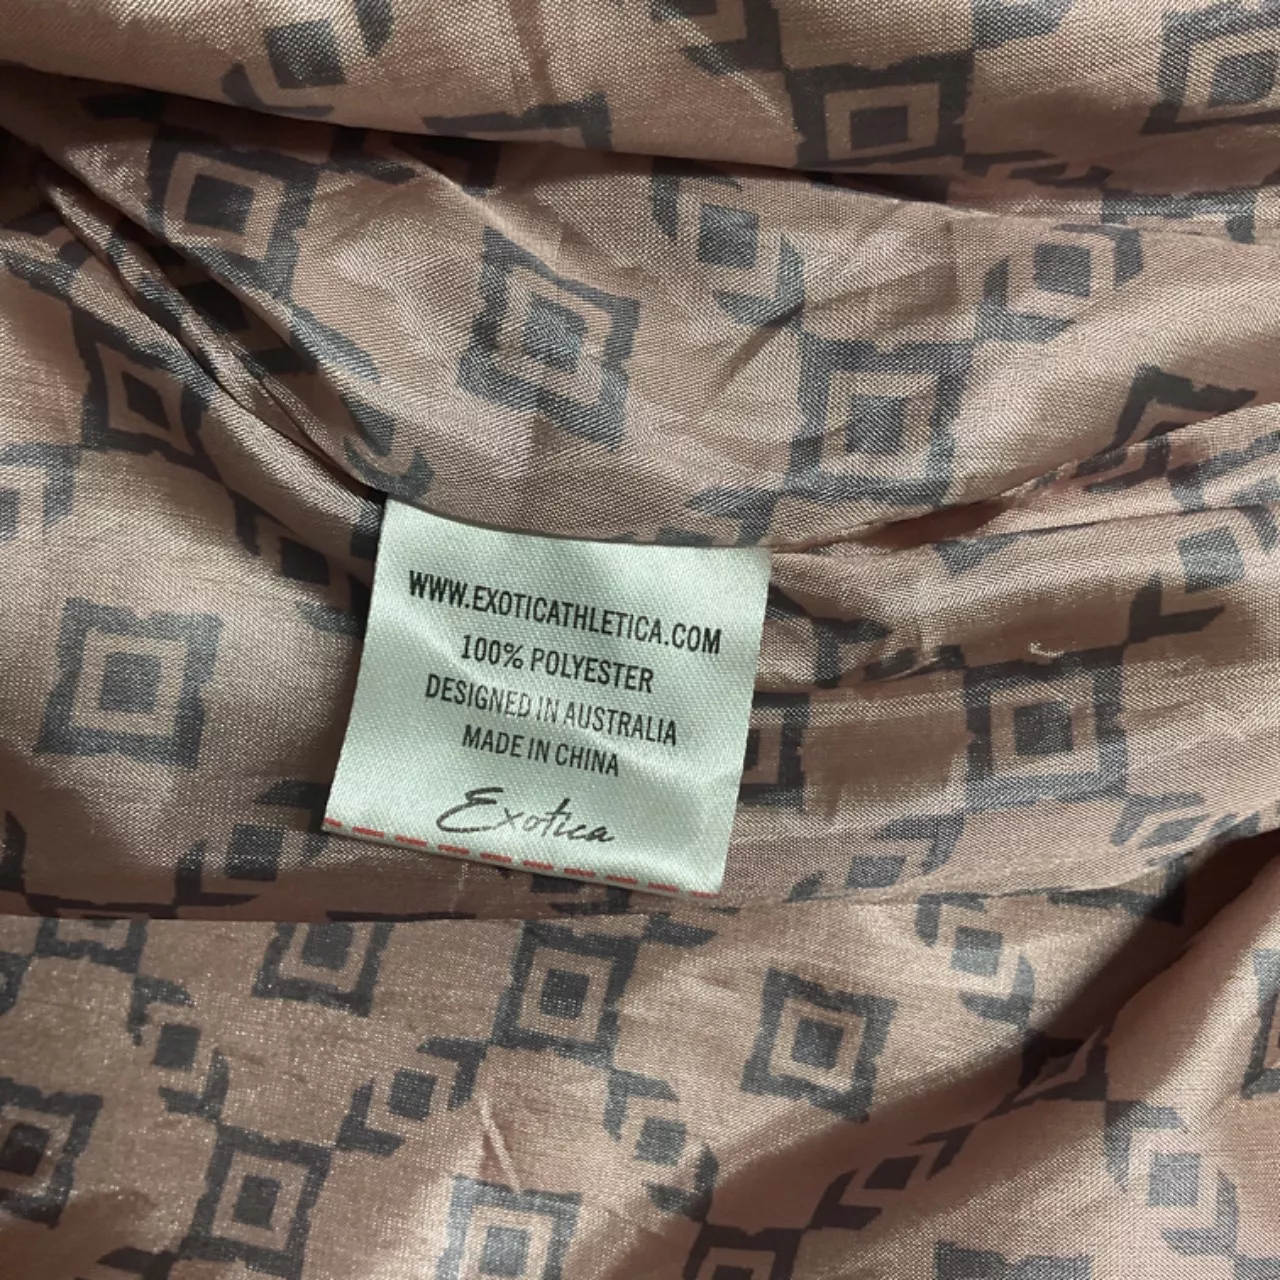 WWW.EXOTICATHLETICA.COM
100% POLYESTER
DESIGNED IN AUSTRALIA
MADE IN CHINA
Exotica